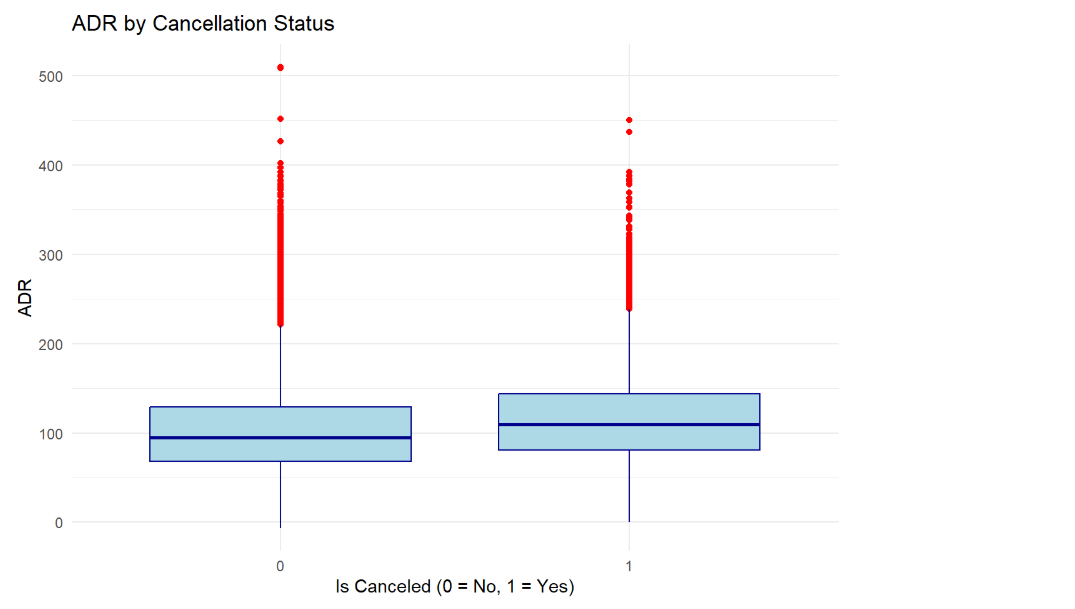 ADR by Cancellation Status
500
400
300
200
100
0
ADR
0 1
Is Canceled (0 = No, 1 = Yes)